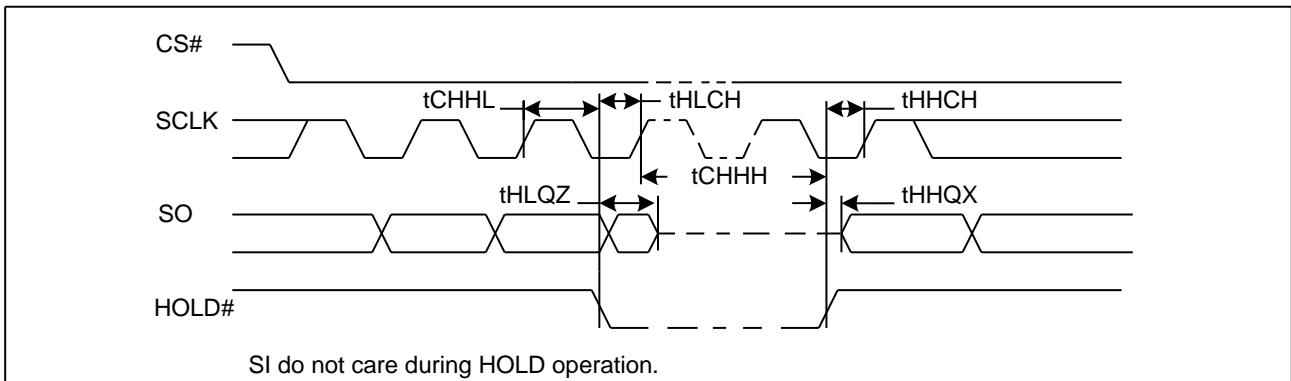 CS#
tCHHL
tHLCH
tHHCH
SCLK
tCHHH
tHLQZ
tHHQX
SO
HOLD#
SI do not care during HOLD operation.